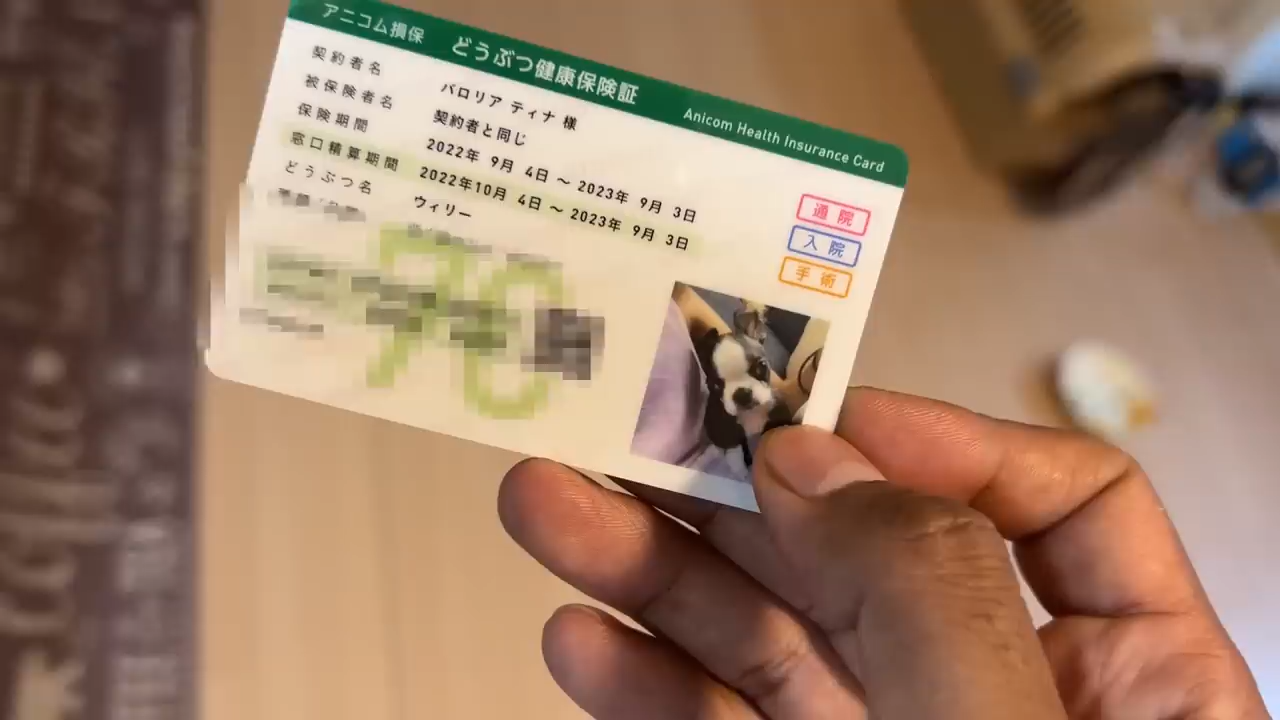 アニコム損保 どうぶつ健康保険証
Anicom Health Insurance Card
契約者名 バロリア ティナ 様
被保険者名 契約者と同じ
保険期間 2022年 9月 4日 ～ 2023年 9月 3日
窓口精算期間 2022年10月 4日 ～ 2023年 9月 3日
どうぶつ名 ウィリー
通院
入院
手術